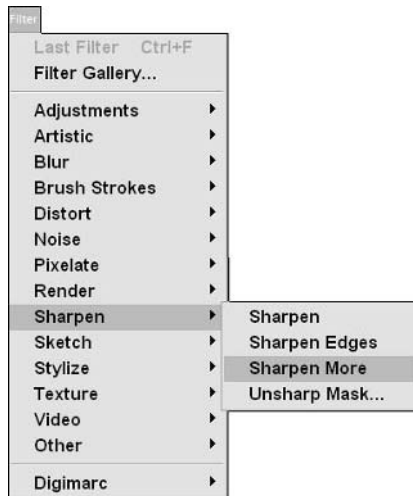 Filter
Last Filter Ctrl+F
Filter Gallery...
Adjustments
Artistic
Blur
Brush Strokes
Distort
Noise
Pixelate
Render
Sharpen
Sketch
Stylize
Texture
Video
Other
Digimarc
Sharpen
Sharpen Edges
Sharpen More
Unsharp Mask...